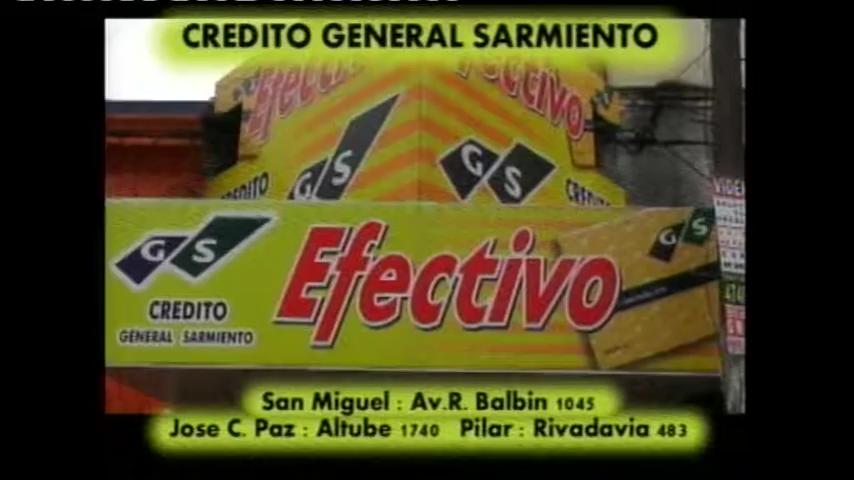 CREDITO GENERAL SARMIENTO
Efectivo
Efectivo
GS
GS
CREDITO
GS
Efectivo
GS
CREDITO
GENERAL SARMIENTO
San Miguel : Av.R. Balbin 1045
Jose C. Paz : Altube 1740 Pilar : Rivadavia 483